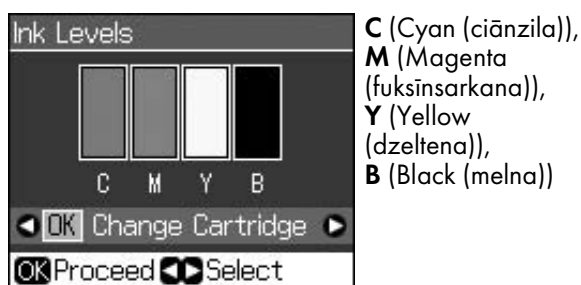 Ink Levels
C M Y B
OK Change Cartridge
OK Proceed Select
C (Cyan (ciānzila)),
M (Magenta
(fuksīnsarkana)),
Y (Yellow
(dzeltena)),
B (Black (melna))